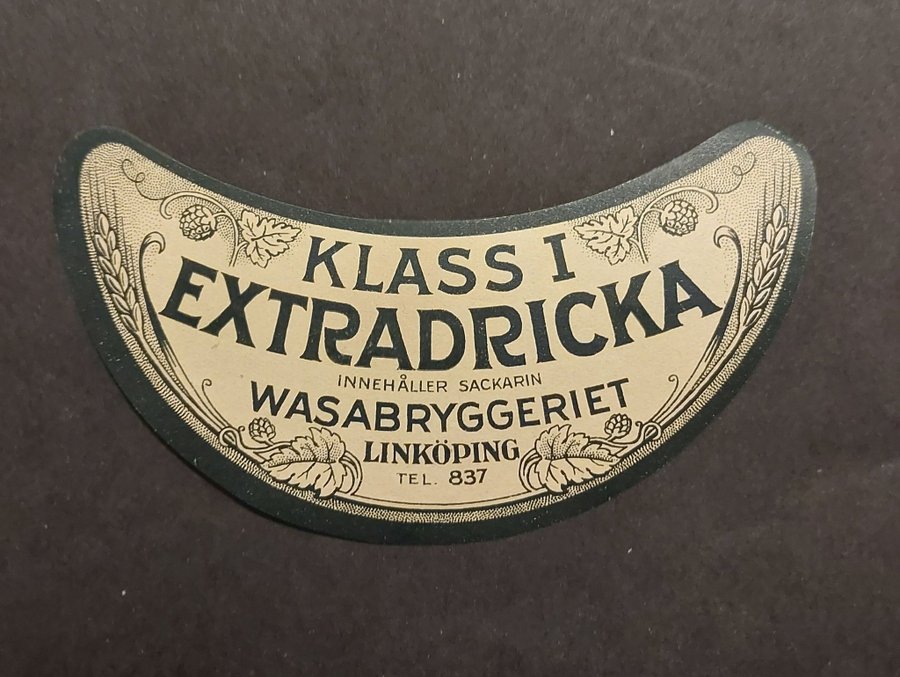 KLASS I
EXTRADRICKA
INNEHÅLLER SACKARIN
WASABRYGGERIET
LINKÖPING
TEL. 837